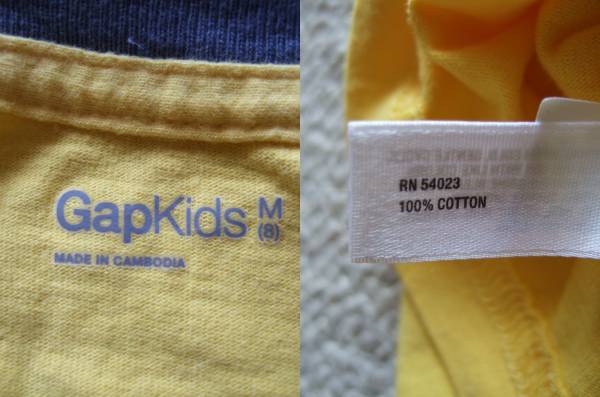 GapKids M
(8)
MADE IN CAMBODIA
RN 54023
100% COTTON